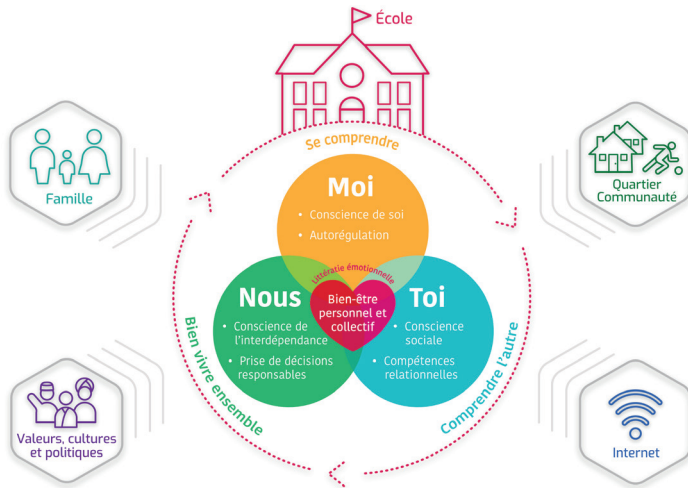 École
Se comprendre
Famille
Quartier
Communauté
Moi
• Conscience de soi
• Autorégulation
Littératie émotionnelle
Bien-être
personnel et
collectif
Nous
• Conscience de
l'interdépendance
• Prise de décisions
responsables
Toi
• Conscience
sociale
• Compétences
relationnelles
Bien vivre ensemble
Comprendre l'autre
Valeurs, cultures
et politiques
Internet